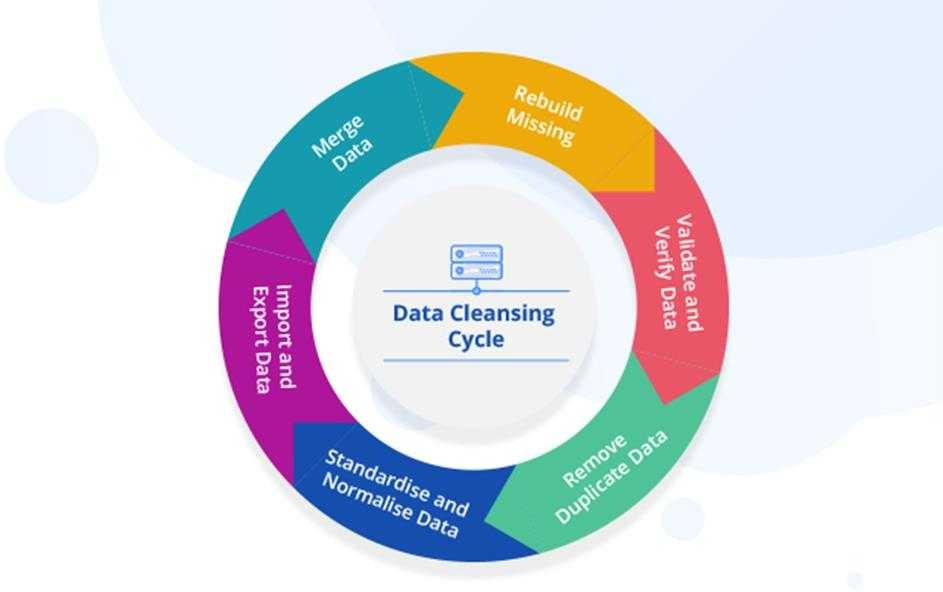 Rebuild
Missing
Validate and
Verify Data
Remove
Duplicate Data
Standardise and
Normalise Data
Import and
Export Data
Merge
Data
Data Cleansing
Cycle